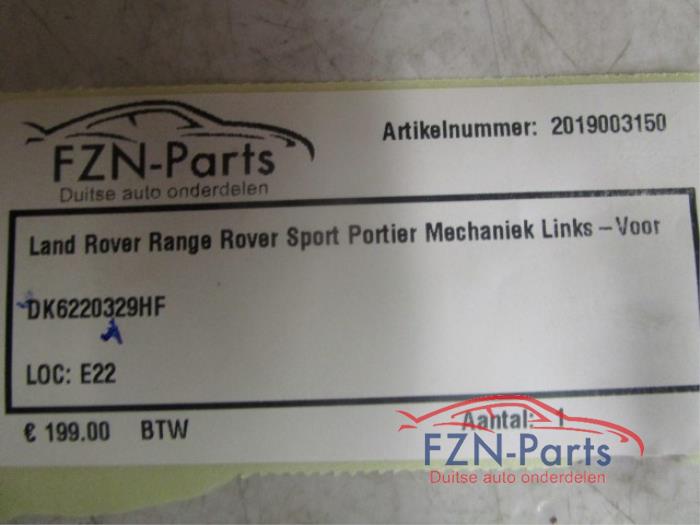 FZN-Parts
Duitse auto onderdelen
Artikelnummer: 2019003150
Land Rover Range Rover Sport Portier Mechaniek Links - Voor
DK6220329HF
LOC: E22
€ 199.00 BTW
Aantal: 1
FZN-Parts
Duitse auto onderdelen